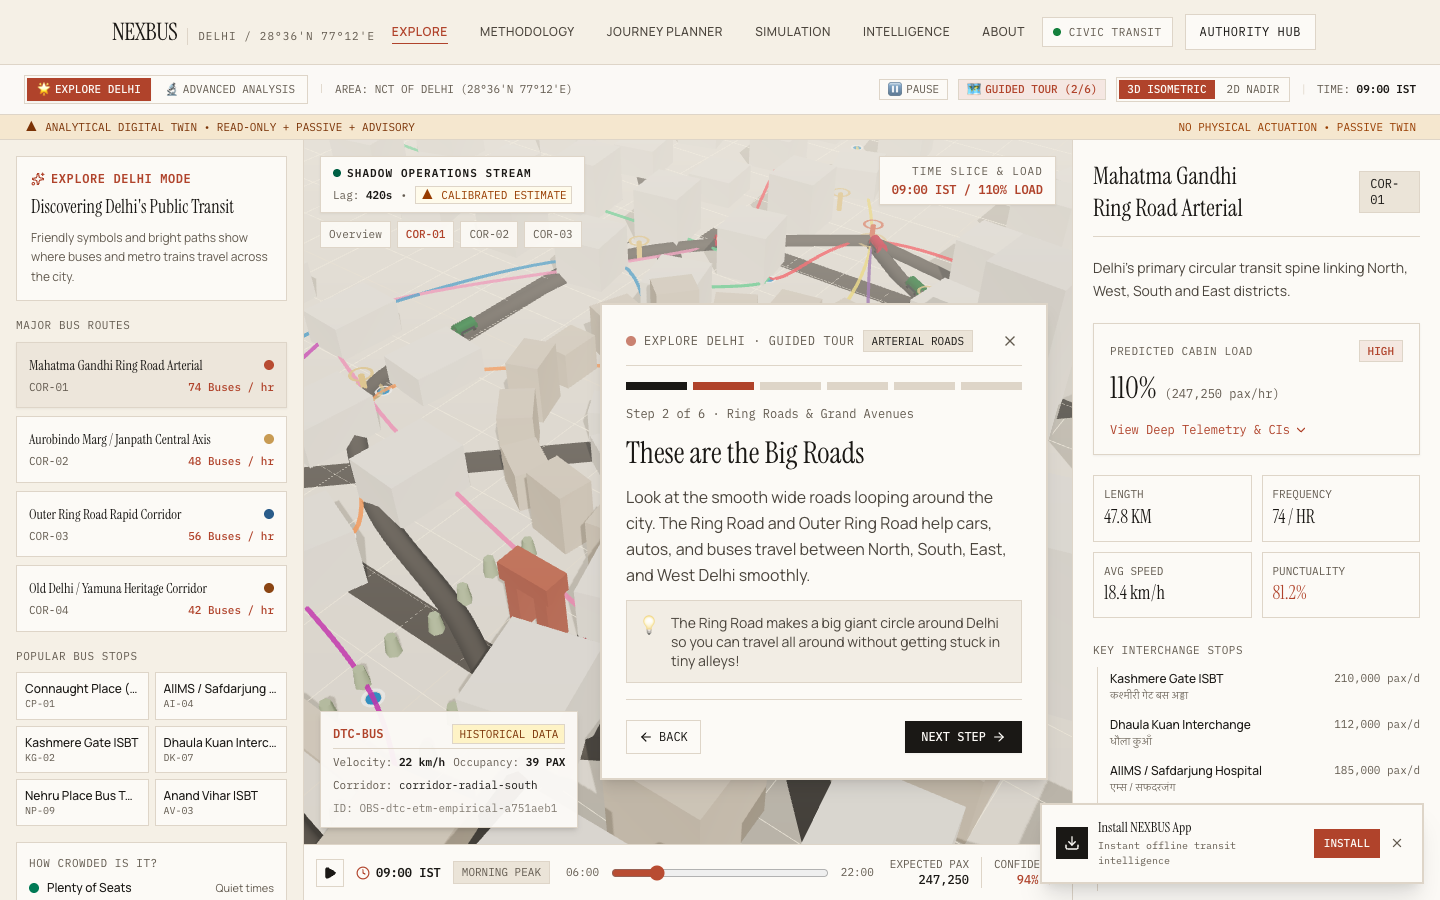 NEXBUS
DELHI / 28°36'N 77°12'E
EXPLORE
METHODOLOGY
JOURNEY PLANNER
SIMULATION
INTELLIGENCE
ABOUT
CIVIC TRANSIT
AUTHORITY HUB
EXPLORE DELHI
ADVANCED ANALYSIS
AREA: NCT OF DELHI (28°36'N 77°12'E)
PAUSE
GUIDED TOUR (2/6)
3D ISOMETRIC
2D NADIR
TIME: 09:00 IST
ANALYTICAL DIGITAL TWIN • READ-ONLY + PASSIVE + ADVISORY
NO PHYSICAL ACTUATION • PASSIVE TWIN
EXPLORE DELHI MODE
Discovering Delhi's Public Transit
Friendly symbols and bright paths show
where buses and metro trains travel across
the city.
MAJOR BUS ROUTES
Mahatma Gandhi Ring Road Arterial
COR-01
74 Buses / hr
Aurobindo Marg / Janpath Central Axis
COR-02
48 Buses / hr
Outer Ring Road Rapid Corridor
COR-03
56 Buses / hr
Old Delhi / Yamuna Heritage Corridor
COR-04
42 Buses / hr
POPULAR BUS STOPS
Connaught Place (...
CP-01
AIIMS / Safdarjung ...
AI-04
Kashmere Gate ISBT
KG-02
Dhaula Kuan Interc...
DK-07
Nehru Place Bus T...
NP-09
Anand Vihar ISBT
AV-03
HOW CROWDED IS IT?
Plenty of Seats
Quiet times
SHADOW OPERATIONS STREAM
Lag: 420s •
CALIBRATED ESTIMATE
Overview
COR-01
COR-02
COR-03
TIME SLICE & LOAD
09:00 IST / 110% LOAD
EXPLORE DELHI · GUIDED TOUR
ARTERIAL ROADS
Step 2 of 6 · Ring Roads & Grand Avenues
These are the Big Roads
Look at the smooth wide roads looping around the
city. The Ring Road and Outer Ring Road help cars,
autos, and buses travel between North, South, East,
and West Delhi smoothly.
The Ring Road makes a big giant circle around Delhi
so you can travel all around without getting stuck in
tiny alleys!
BACK
NEXT STEP
DTC-BUS
HISTORICAL DATA
Velocity: 22 km/h
Occupancy: 39 PAX
Corridor: corridor-radial-south
ID: OBS-dtc-etm-empirical-a751aeb1
09:00 IST
MORNING PEAK
06:00
22:00
EXPECTED PAX
247,250
CONFIDE
94%
Mahatma Gandhi
Ring Road Arterial
COR-
01
Delhi's primary circular transit spine linking North,
West, South and East districts.
PREDICTED CABIN LOAD
HIGH
110% (247,250 pax/hr)
View Deep Telemetry & CIs
LENGTH
47.8 KM
FREQUENCY
74 / HR
AVG SPEED
18.4 km/h
PUNCTUALITY
81.2%
KEY INTERCHANGE STOPS
Kashmere Gate ISBT
210,000 pax/d
कश्मीरी गेट बस अड्डा
Dhaula Kuan Interchange
112,000 pax/d
धौला कुआँ
AIIMS / Safdarjung Hospital
185,000 pax/d
एम्स / सफदरजंग
Install NEXBUS App
Instant offline transit
intelligence
INSTALL